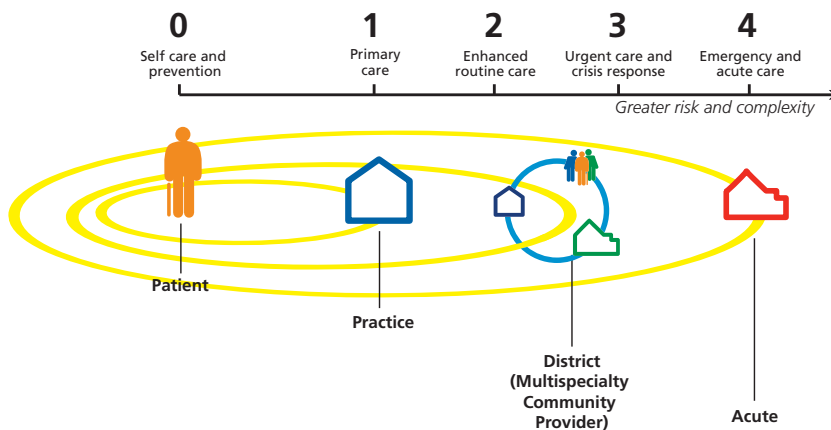 0
1
2
3
4
Self care and
prevention
Primary
care
Enhanced
routine care
Urgent care and
crisis response
Emergency and
acute care
Greater risk and complexity
Patient
Practice
District
(Multispecialty
Community
Provider)
Acute